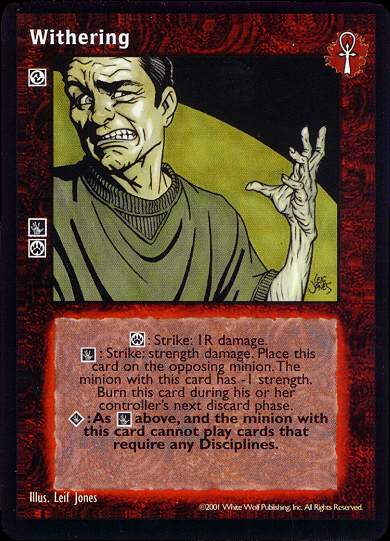 Withering
LEIF
JONES
: Strike: 1R damage.
: Strike: strength damage. Place this
card on the opposing minion. The
minion with this card has -1 strength.
Burn this card during his or her
controller's next discard phase.
: As above, and the minion with
this card cannot play cards that
require any Disciplines.
Illus. Leif Jones
©2001 White Wolf Publishing, Inc. All Rights Reserved.